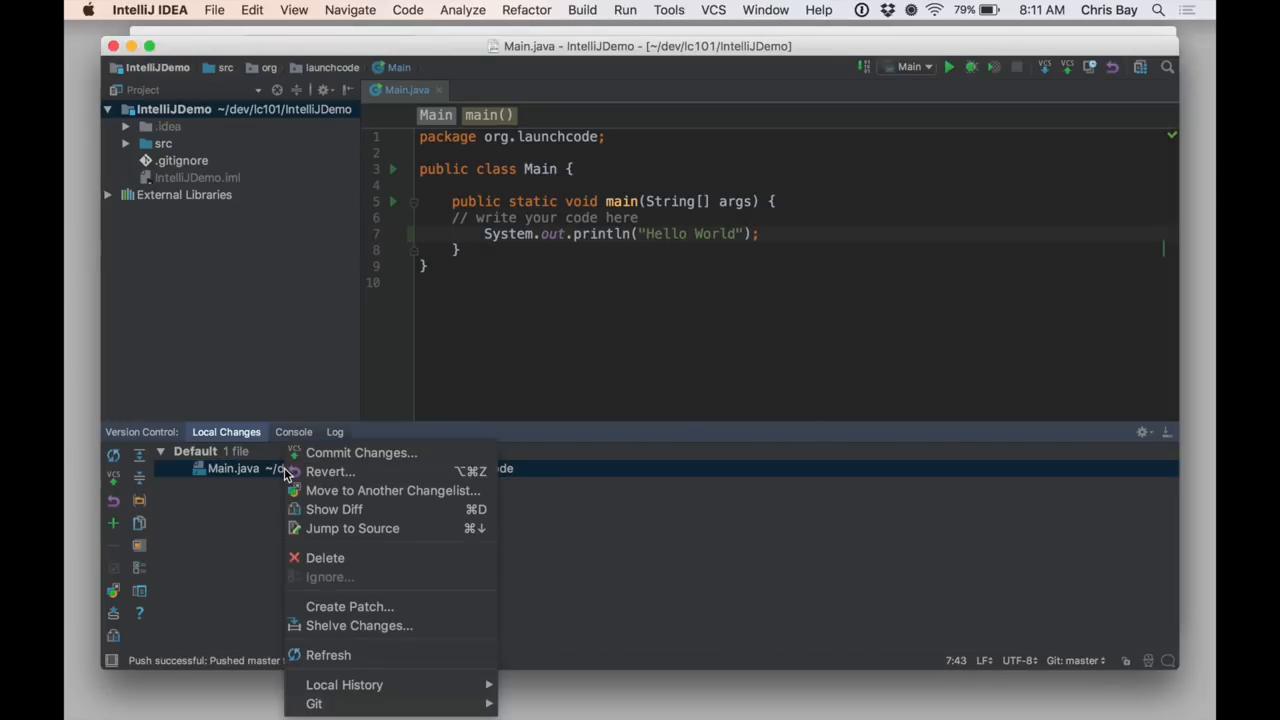 IntelliJ IDEA File Edit View Navigate Code Analyze Refactor Build Run Tools VCS Window Help 79% 8:11 AM Chris Bay
Main.java - IntelliJDemo - [~/dev/lc101/IntelliJDemo]
IntelliJDemo src org launchcode Main Main VCS VCS
Project Main.java
IntelliJDemo ~/dev/lc101/IntelliJDemo
.idea
src
.gitignore
IntelliJDemo.iml
External Libraries
Main main()
1 package org.launchcode;
2
3 public class Main {
4
5 public static void main(String[] args) {
6 // write your code here
7 System.out.println("Hello World");
8 }
9 }
10
Version Control: Local Changes Console Log
Default 1 file
Main.java ~/d
ode
VCS Commit Changes...
Revert... ⌥⌘Z
Move to Another Changelist...
Show Diff ⌘D
Jump to Source ⌘↓
Delete
Ignore...
Create Patch...
Shelve Changes...
Refresh
Local History
Git
VCS
?
Push successful: Pushed master 7:43 LF÷ UTF-8÷ Git: master÷